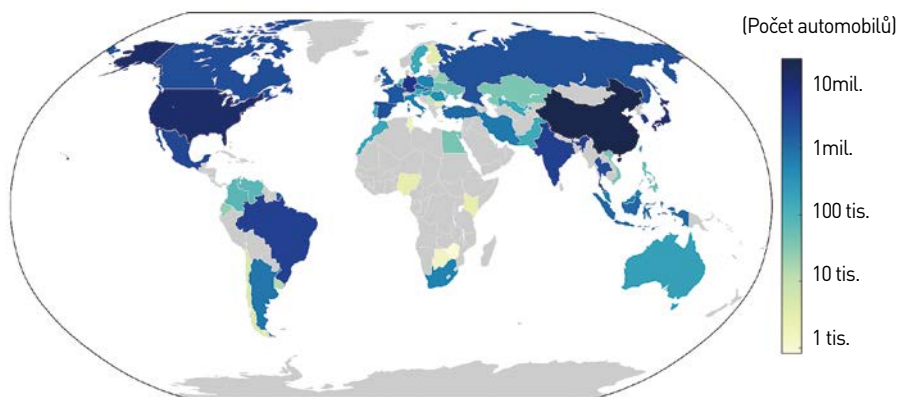 (Počet automobilů)
10mil.
1mil.
100 tis.
10 tis.
1 tis.